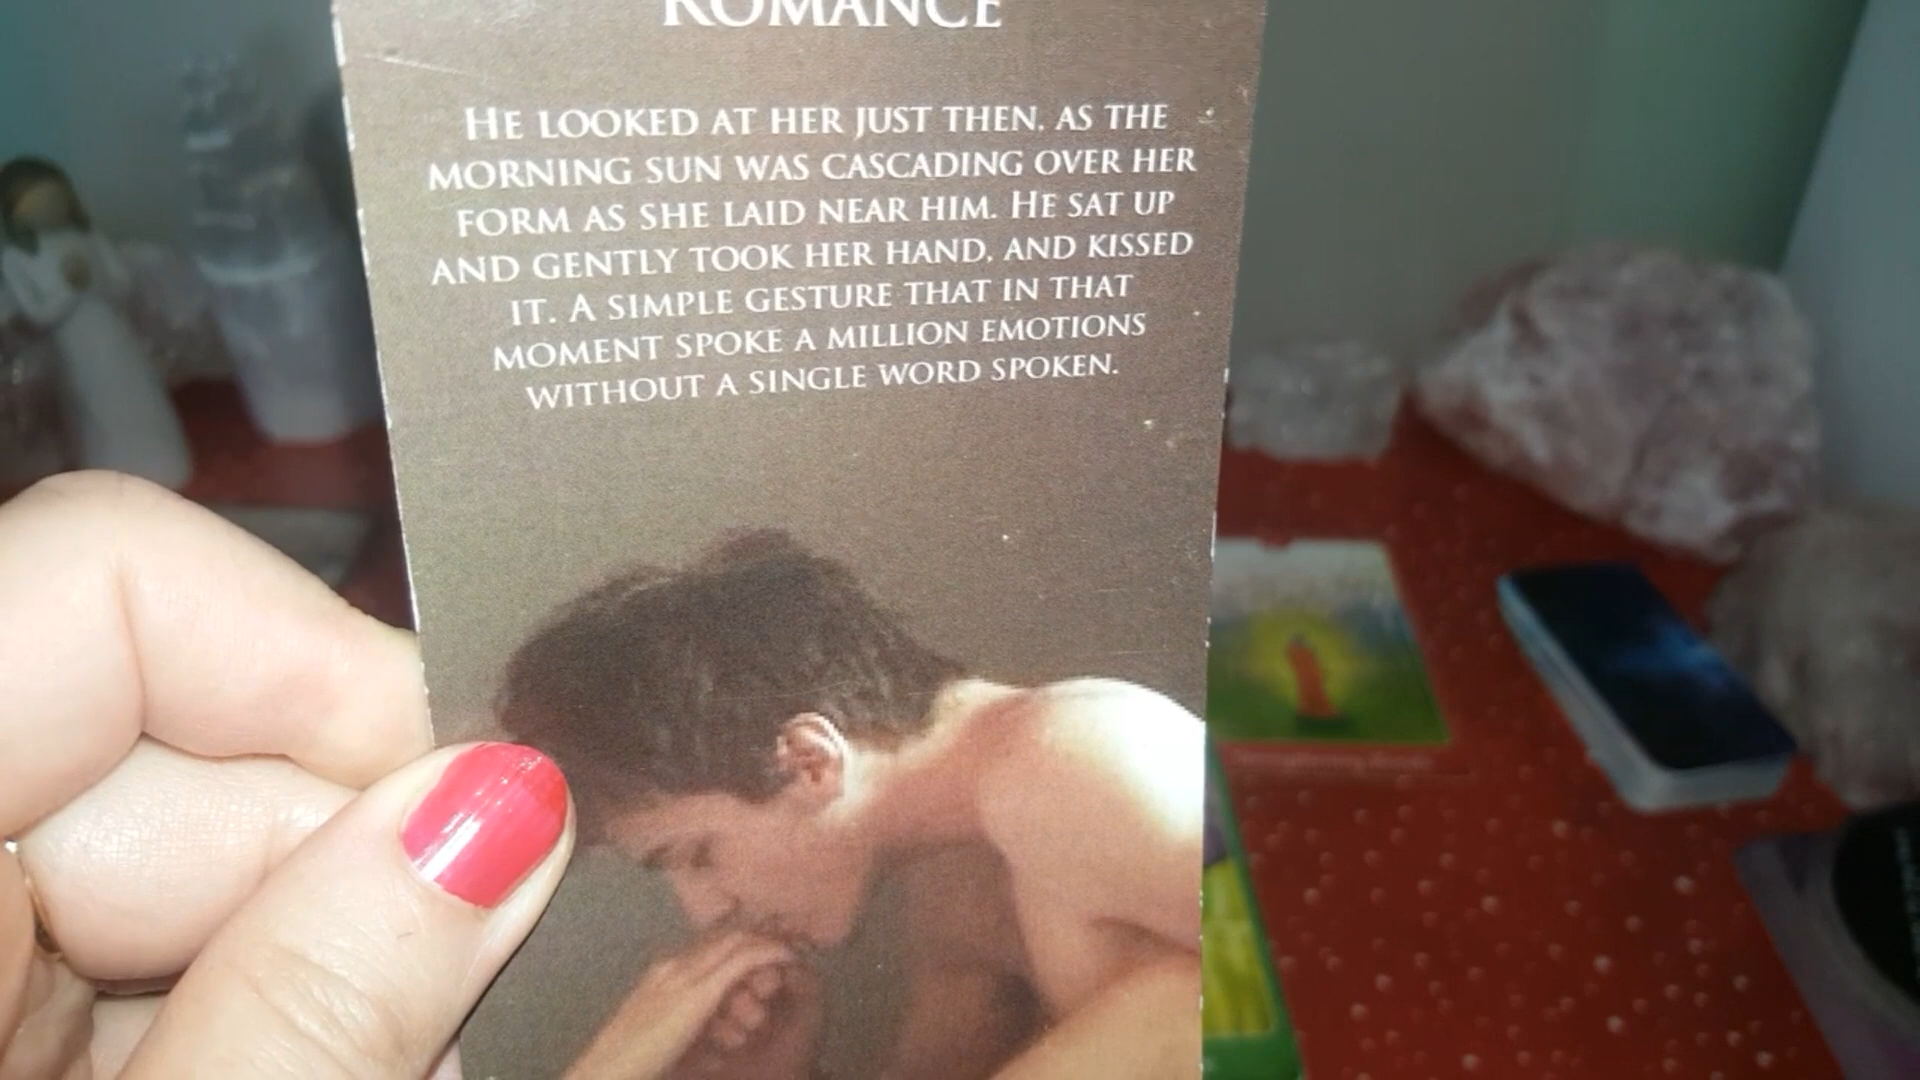 ROMANCE
HE LOOKED AT HER JUST THEN, AS THE
MORNING SUN WAS CASCADING OVER HER
FORM AS SHE LAID NEAR HIM. HE SAT UP
AND GENTLY TOOK HER HAND, AND KISSED
IT. A SIMPLE GESTURE THAT IN THAT
MOMENT SPOKE A MILLION EMOTIONS
WITHOUT A SINGLE WORD SPOKEN.